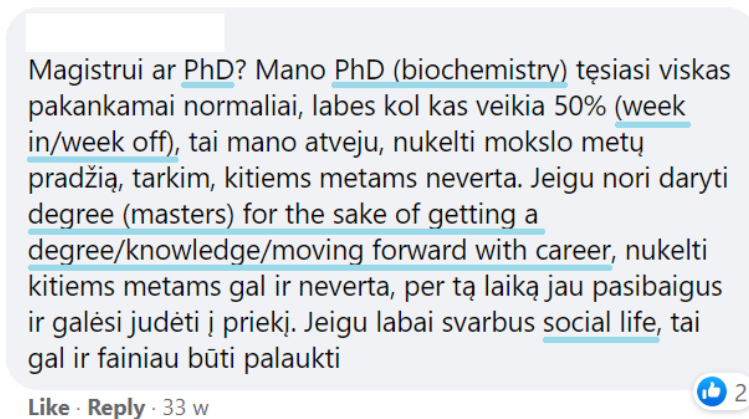 Magistrui ar PhD? Mano PhD (biochemistry) tęsiasi viskas
pakankamai normaliai, labes kol kas veikia 50% (week
in/week off), tai mano atveju, nukelti mokslo metų
pradžią, tarkim, kitiems metams neverta. Jeigu nori daryti
degree (masters) for the sake of getting a
degree/knowledge/moving forward with career, nukelti
kitiems metams gal ir neverta, per tą laiką jau pasibaigus
ir galėsi judėti į priekį. Jeigu labai svarbus social life, tai
gal ir fainiau būti palaukti
2
Like · Reply · 33 w